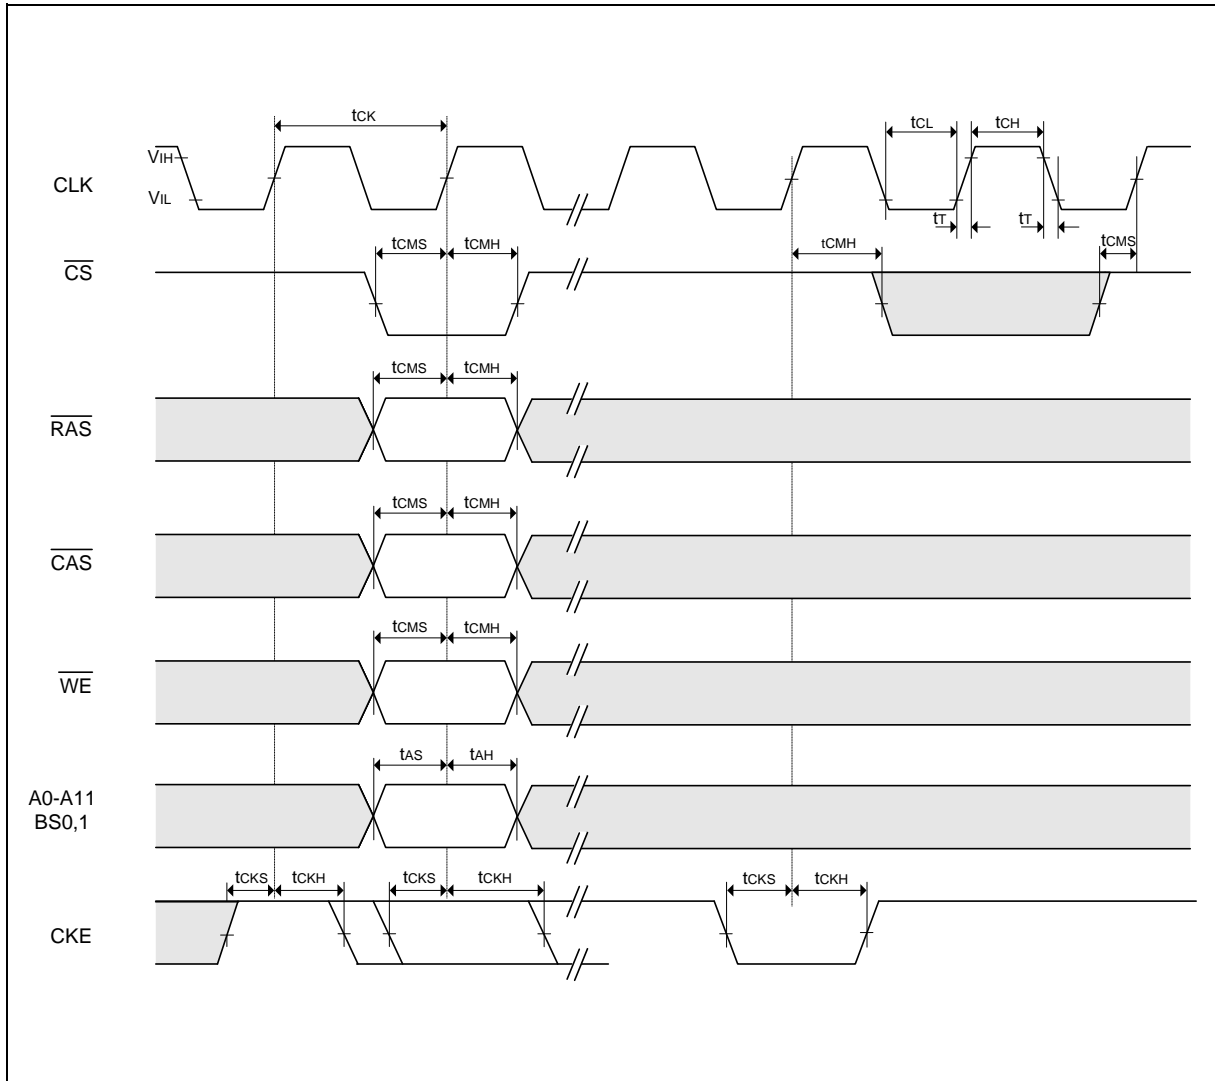 tCK
tCL
tCH
VIH
CLK
VIL
tT
tT
tCMS
tCMH
tCMH
tCMS
CS
tCMS
tCMH
RAS
tCMS
tCMH
CAS
tCMS
tCMH
WE
tAS
tAH
A0-A11
BS0,1
tCKS
tCKH
tCKS
tCKH
tCKS
tCKH
CKE